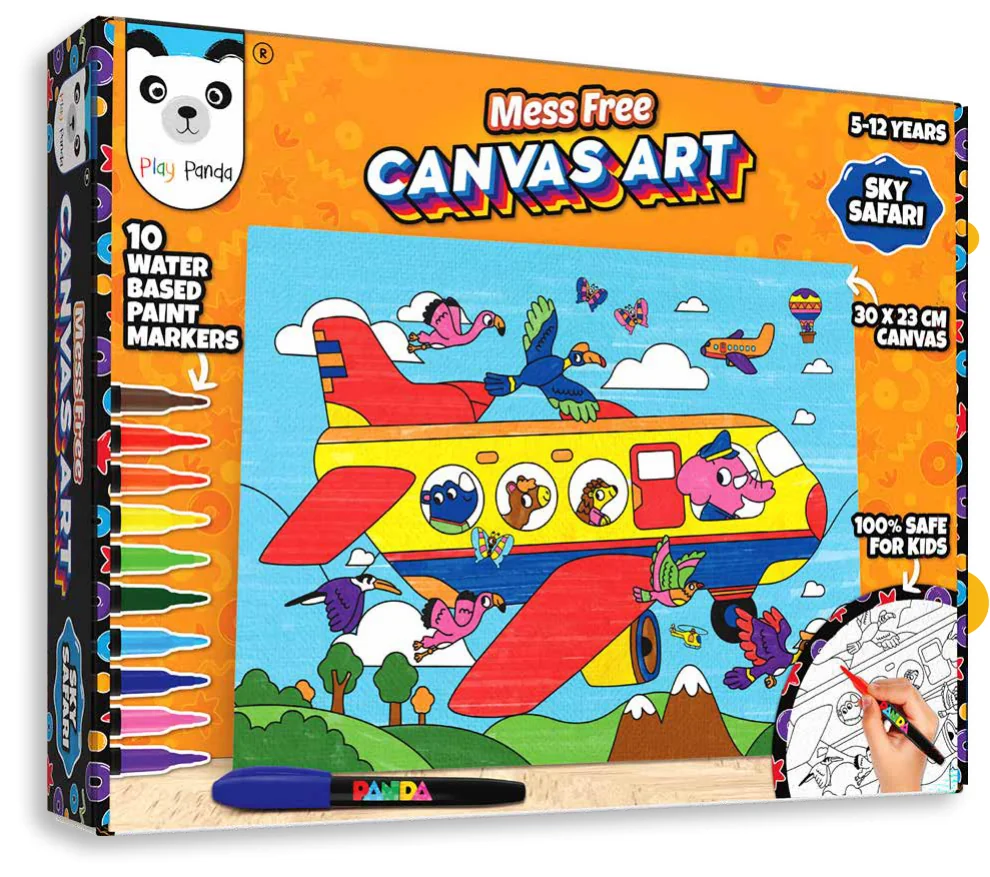 ®
Play Panda
Mess Free
CANVAS ART
5-12 YEARS
SKY
SAFARI
10
WATER
BASED
PAINT
MARKERS
30 X 23 CM
CANVAS
100% SAFE
FOR KIDS
PANDA
PANDA
Play Panda
®
Mess Free
CANVAS ART
SKY
SAFARI